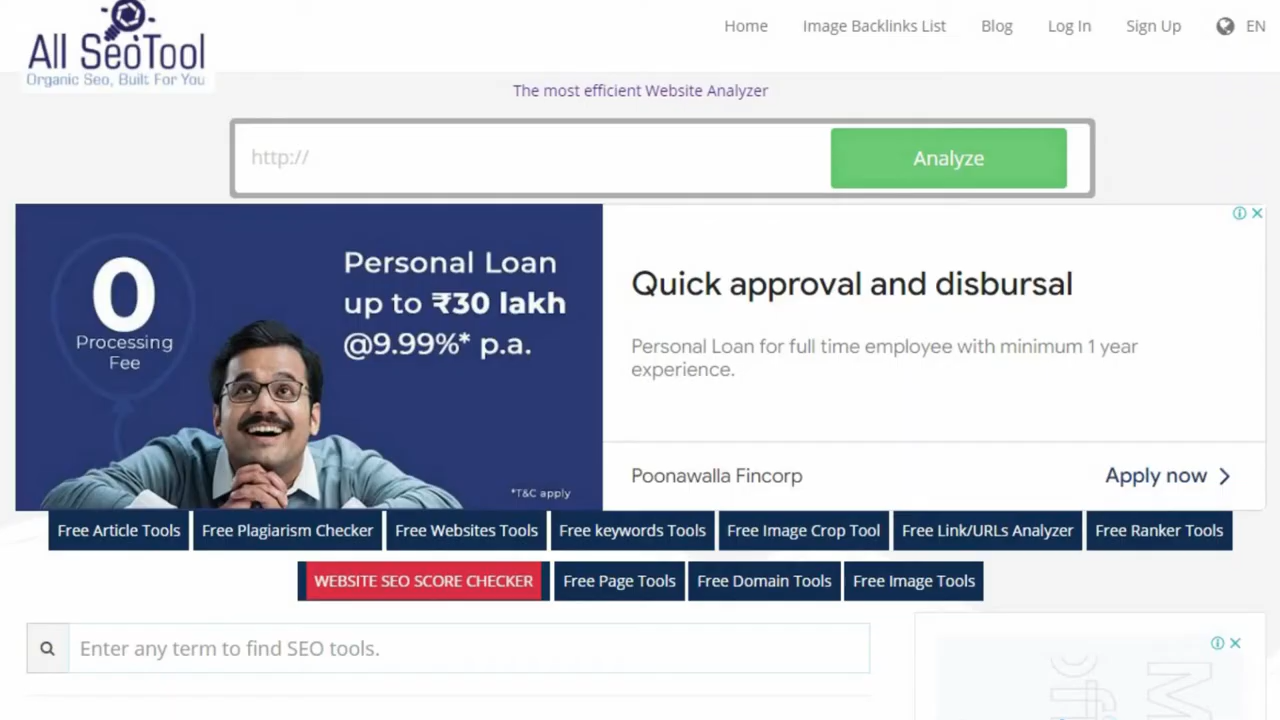 All SeoTool
Organic Seo, Built For You
Home Image Backlinks List Blog Log In Sign Up EN
The most efficient Website Analyzer
http:// Analyze
0
Processing
Fee
Personal Loan
up to ₹30 lakh
@9.99%* p.a.
*T&C apply
Quick approval and disbursal
Personal Loan for full time employee with minimum 1 year
experience.
Poonawalla Fincorp Apply now
Free Article Tools Free Plagiarism Checker Free Websites Tools Free keywords Tools Free Image Crop Tool Free Link/URLs Analyzer Free Ranker Tools
WEBSITE SEO SCORE CHECKER Free Page Tools Free Domain Tools Free Image Tools
Enter any term to find SEO tools.